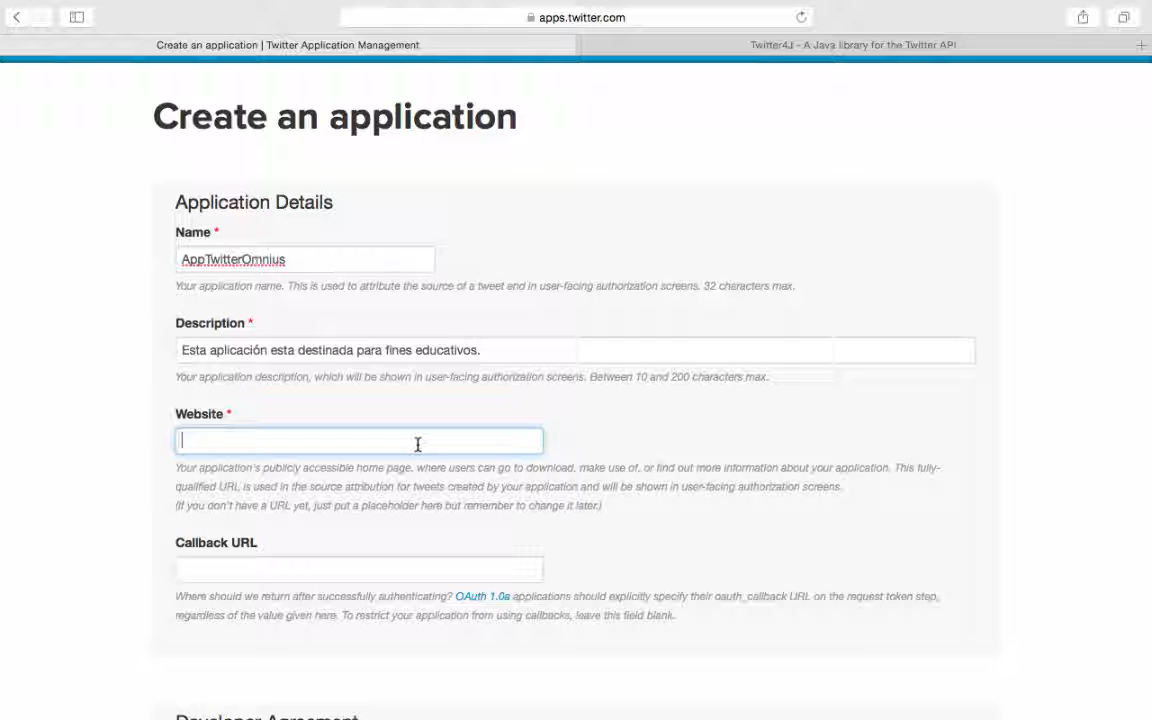 apps.twitter.com
Create an application | Twitter Application Management
Twitter4J - A Java library for the Twitter API
Create an application
Application Details
Name *
AppTwitterOmnius
Your application name. This is used to attribute the source of a tweet and in user-facing authorization screens. 32 characters max.
Description *
Esta aplicación esta destinada para fines educativos.
Your application description, which will be shown in user-facing authorization screens. Between 10 and 200 characters max.
Website *
Your application's publicly accessible home page, where users can go to download, make use of, or find out more information about your application. This fully-
qualified URL is used in the source attribution for tweets created by your application and will be shown in user-facing authorization screens.
(If you don't have a URL yet, just put a placeholder here but remember to change it later.)
Callback URL
Where should we return after successfully authenticating? OAuth 1.0a applications should explicitly specify their oauth_callback URL on the request token step,
regardless of the value given here. To restrict your application from using callbacks, leave this field blank.
Developer Agreement